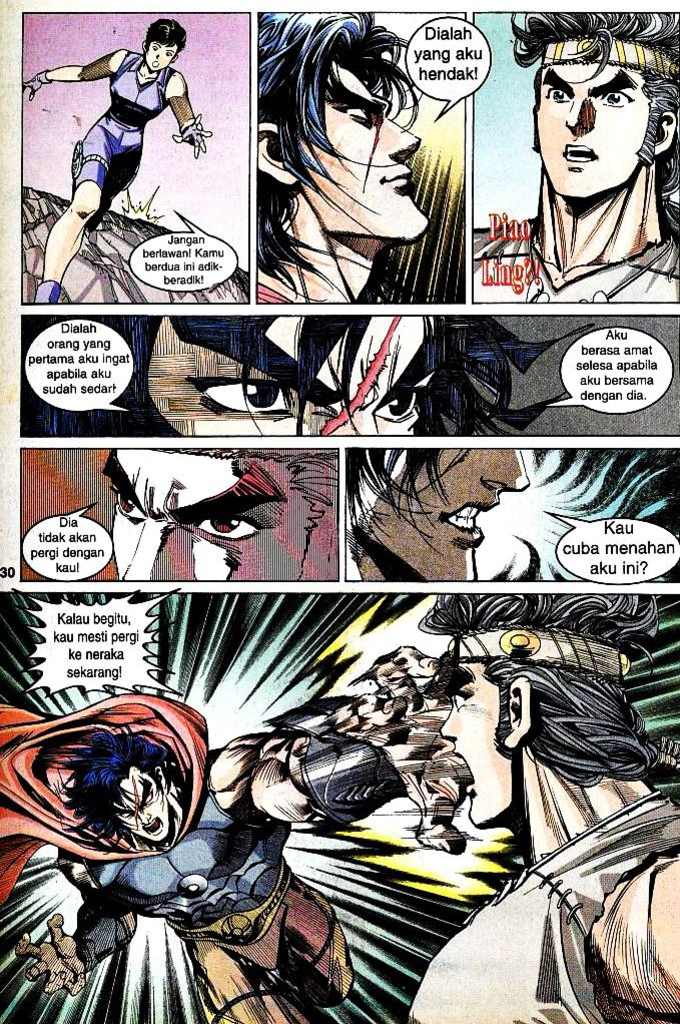 Jangan
berlawan! Kamu
berdua ini adik-
beradik!
Dialah
yang aku
hendak!
Piao
Ling?!
Dialah
orang yang
pertama aku ingat
apabila aku
sudah sedar!
Aku
berasa amat
selesa apabila
aku bersama
dengan dia.
Dia
tidak akan
pergi dengan
kau!
Kau
cuba menahan
aku ini?
30
Kalau begitu,
kau mesti pergi
ke neraka
sekarang!